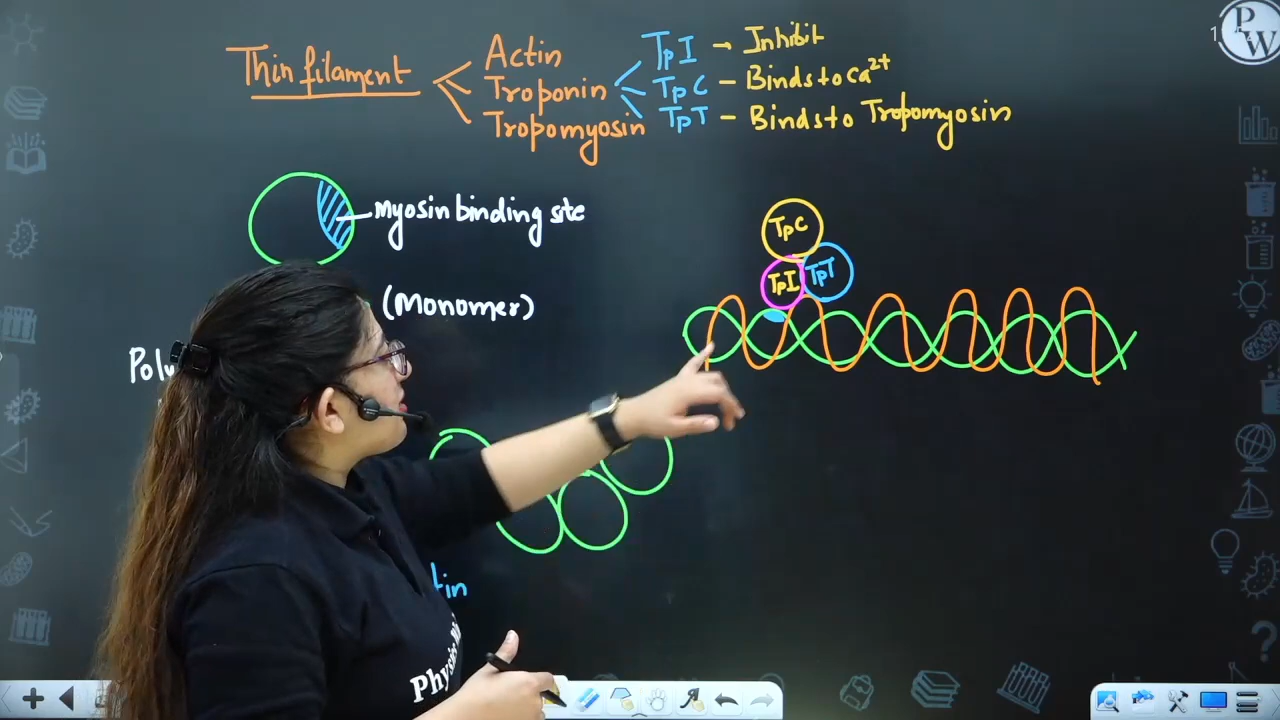 Thin filament
Actin
Troponin
Tropomyosin
TpI → Inhibit
TpC – Binds to Ca²⁺
TpT – Binds to Tropomyosin
myosin binding site
(Monomer)
TpC
TpI
TpT
PW